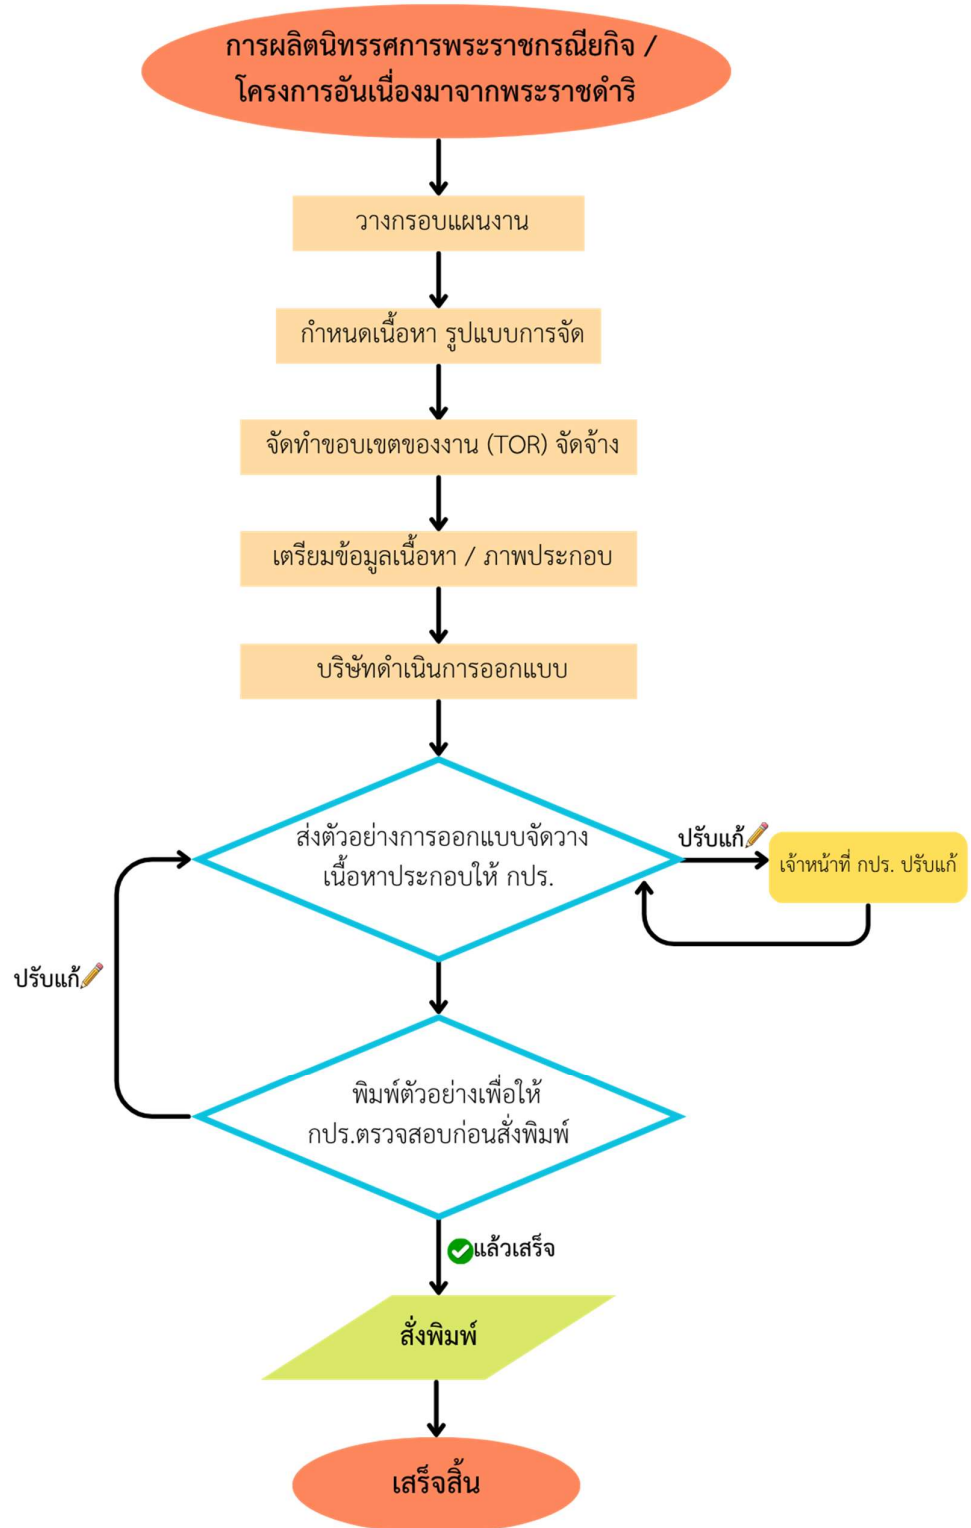 การผลิตนิทรรศการพระราชกรณียกิจ /
โครงการอันเนื่องมาจากพระราชดำริ
วางกรอบแผนงาน
กำหนดเนื้อหา รูปแบบการจัด
จัดทำขอบเขตของงาน (TOR) จัดจ้าง
เตรียมข้อมูลเนื้อหา / ภาพประกอบ
บริษัทดำเนินการออกแบบ
ส่งตัวอย่างการออกแบบจัดวาง
เนื้อหาประกอบให้ กปร.
ปรับแก้
เจ้าหน้าที่ กปร. ปรับแก้
ปรับแก้
พิมพ์ตัวอย่างเพื่อให้
กปร.ตรวจสอบก่อนสั่งพิมพ์
แล้วเสร็จ
สั่งพิมพ์
เสร็จสิ้น